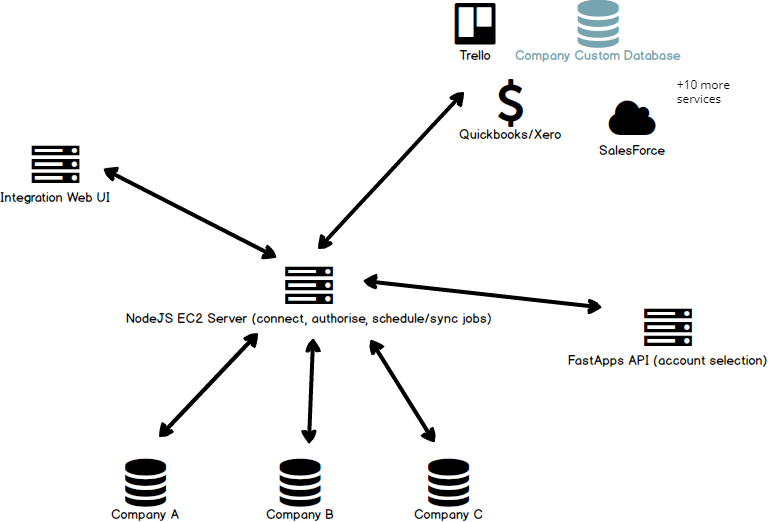 Trello
Company Custom Database
+10 more
services
Quickbooks/Xero
SalesForce
Integration Web UI
NodeJS EC2 Server (connect, authorise, schedule/sync jobs)
FastApps API (account selection)
Company A
Company B
Company C